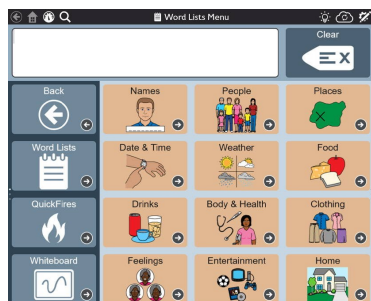 Word Lists Menu
Clear
Back
Names
People
Places
Word Lists
Date & Time
Weather
Food
QuickFires
Drinks
Body & Health
Clothing
Whiteboard
Feelings
Entertainment
Home